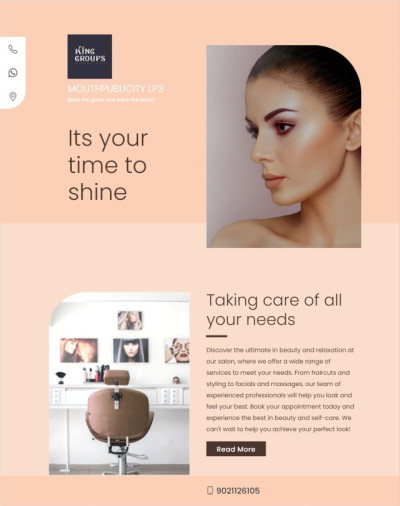 KING
GROUPS
MOUTHPUBLICITY LP3
Make the guest and enjoy the best!!
Its your
time to
shine
Taking care of all
your needs
Discover the ultimate in beauty and relaxation at
our salon, where we offer a wide range of
services to meet your needs. From haircuts and
styling to facials and massages, our team of
experienced professionals will help you look and
feel your best. Book your appointment today and
experience the best in beauty and self-care. We
can't wait to help you achieve your perfect look!
Read More
9021126105